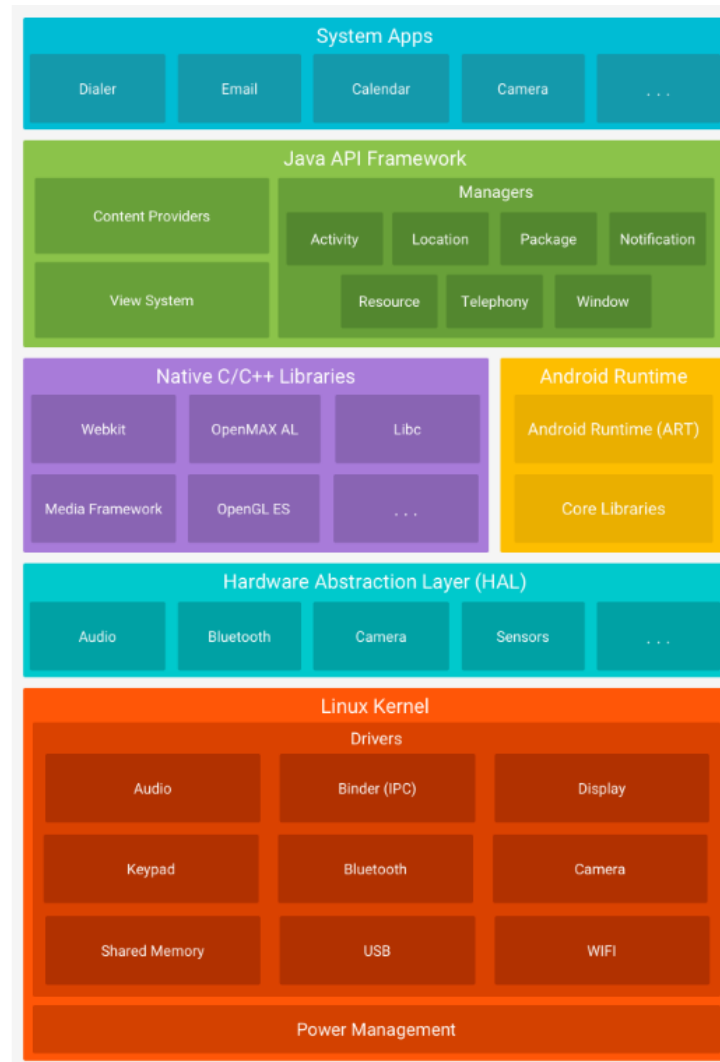 System Apps
Dialer
Email
Calendar
Camera
. . .
Java API Framework
Content Providers
View System
Managers
Activity
Location
Package
Notification
Resource
Telephony
Window
Native C/C++ Libraries
Webkit
OpenMAX AL
Libc
Media Framework
OpenGL ES
. . .
Android Runtime
Android Runtime (ART)
Core Libraries
Hardware Abstraction Layer (HAL)
Audio
Bluetooth
Camera
Sensors
. . .
Linux Kernel
Drivers
Audio
Binder (IPC)
Display
Keypad
Bluetooth
Camera
Shared Memory
USB
WIFI
Power Management